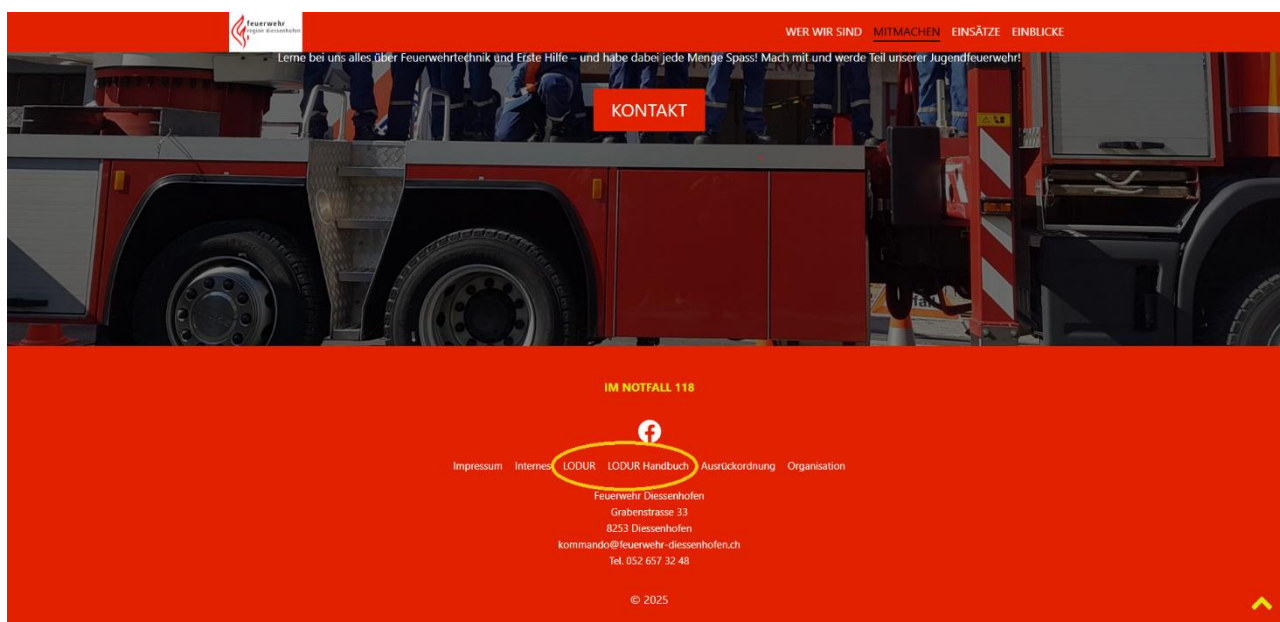 feuerwehr
region diessenhofen
WER WIR SIND MITMACHEN EINSÄTZE EINBLICKE
Lerne bei uns alles über Feuerwehrtechnik und Erste Hilfe – und habe dabei jede Menge Spass! Mach mit und werde Teil unserer Jugendfeuerwehr!
KONTAKT
IM NOTFALL 118
Impressum Internes LODUR LODUR Handbuch Ausrückordnung Organisation
Feuerwehr Diessenhofen
Grabenstrasse 33
8253 Diessenhofen
kommando@feuerwehr-diessenhofen.ch
Tel. 052 657 32 48
© 2025